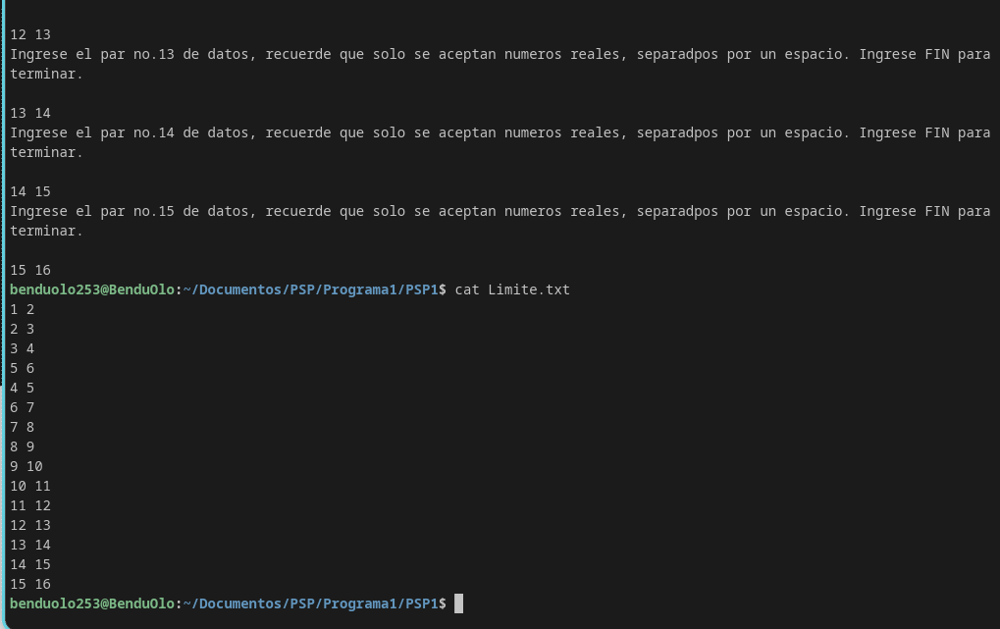 12 13
Ingrese el par no.13 de datos, recuerde que solo se aceptan numeros reales, separadpos por un espacio. Ingrese FIN para
terminar.
13 14
Ingrese el par no.14 de datos, recuerde que solo se aceptan numeros reales, separadpos por un espacio. Ingrese FIN para
terminar.
14 15
Ingrese el par no.15 de datos, recuerde que solo se aceptan numeros reales, separadpos por un espacio. Ingrese FIN para
terminar.
15 16
benduolo253@BenduOlo:~/Documentos/PSP/Programa1/PSP1$ cat Limite.txt
1 2
2 3
3 4
5 6
4 5
6 7
7 8
8 9
9 10
10 11
11 12
12 13
13 14
14 15
15 16
benduolo253@BenduOlo:~/Documentos/PSP/Programa1/PSP1$